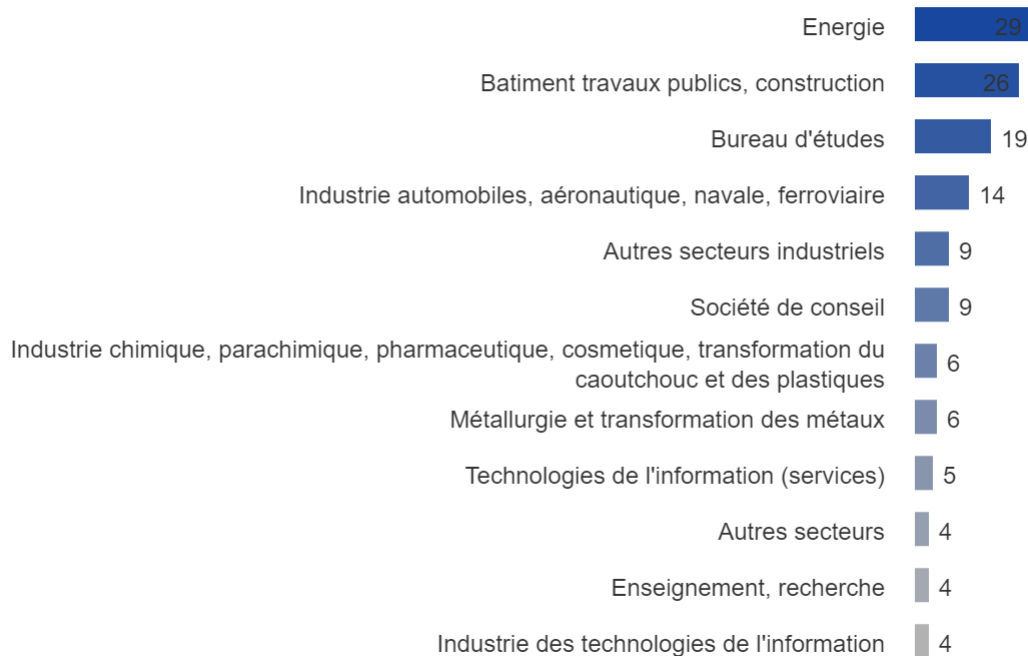 Energie 29
Batiment travaux publics, construction 26
Bureau d'études 19
Industrie automobiles, aéronautique, navale, ferroviaire 14
Autres secteurs industriels 9
Société de conseil 9
Industrie chimique, parachimique, pharmaceutique, cosmetique, transformation du
caoutchouc et des plastiques 6
Métallurgie et transformation des métaux 6
Technologies de l'information (services) 5
Autres secteurs 4
Enseignement, recherche 4
Industrie des technologies de l'information 4